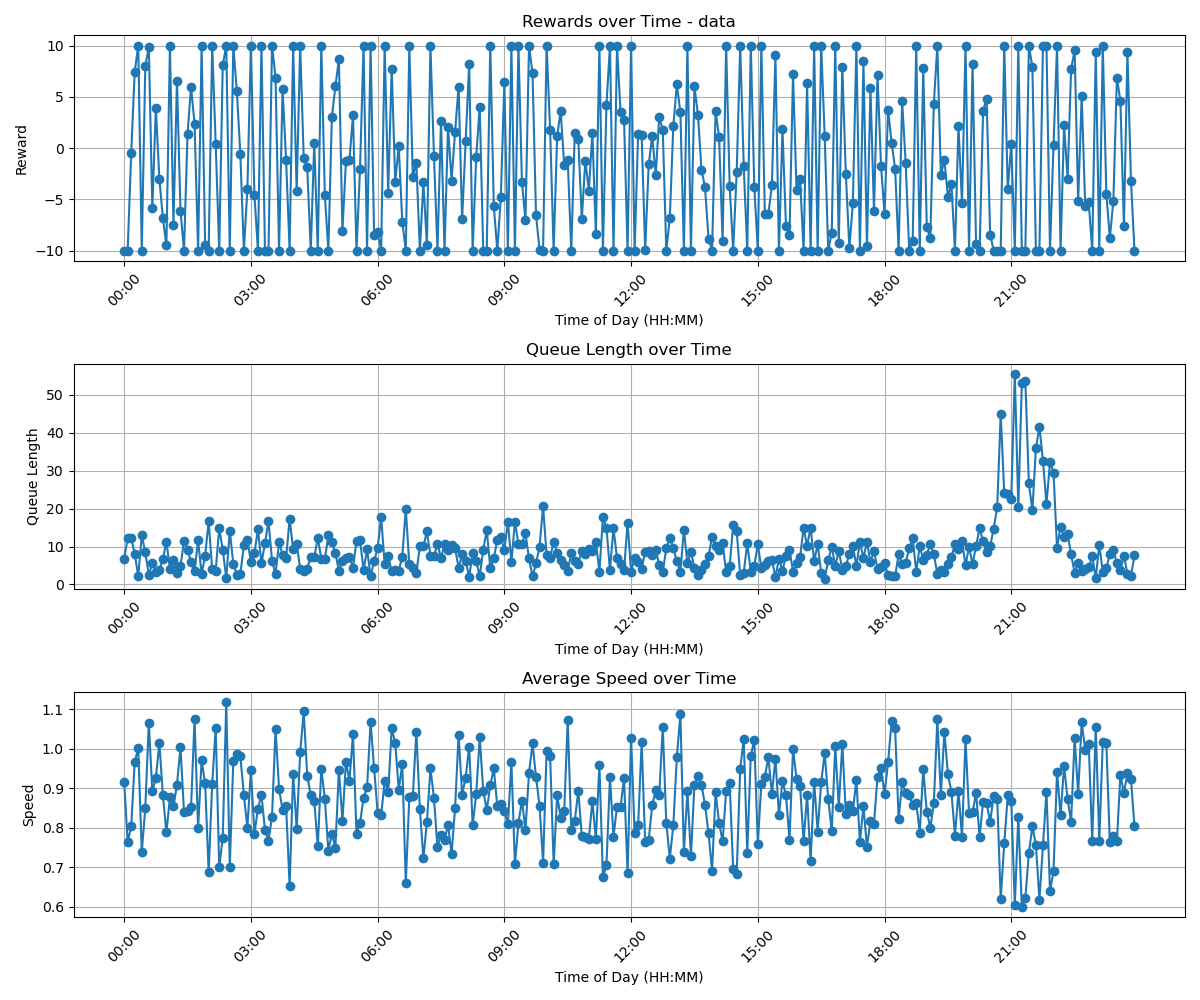 Rewards over Time - data
10
5
0
−5
−10
Reward
00:00 03:00 06:00 09:00 12:00 15:00 18:00 21:00
Time of Day (HH:MM)
Queue Length over Time
50
40
30
20
10
0
Queue Length
00:00 03:00 06:00 09:00 12:00 15:00 18:00 21:00
Time of Day (HH:MM)
Average Speed over Time
1.1
1.0
0.9
0.8
0.7
0.6
Speed
00:00 03:00 06:00 09:00 12:00 15:00 18:00 21:00
Time of Day (HH:MM)